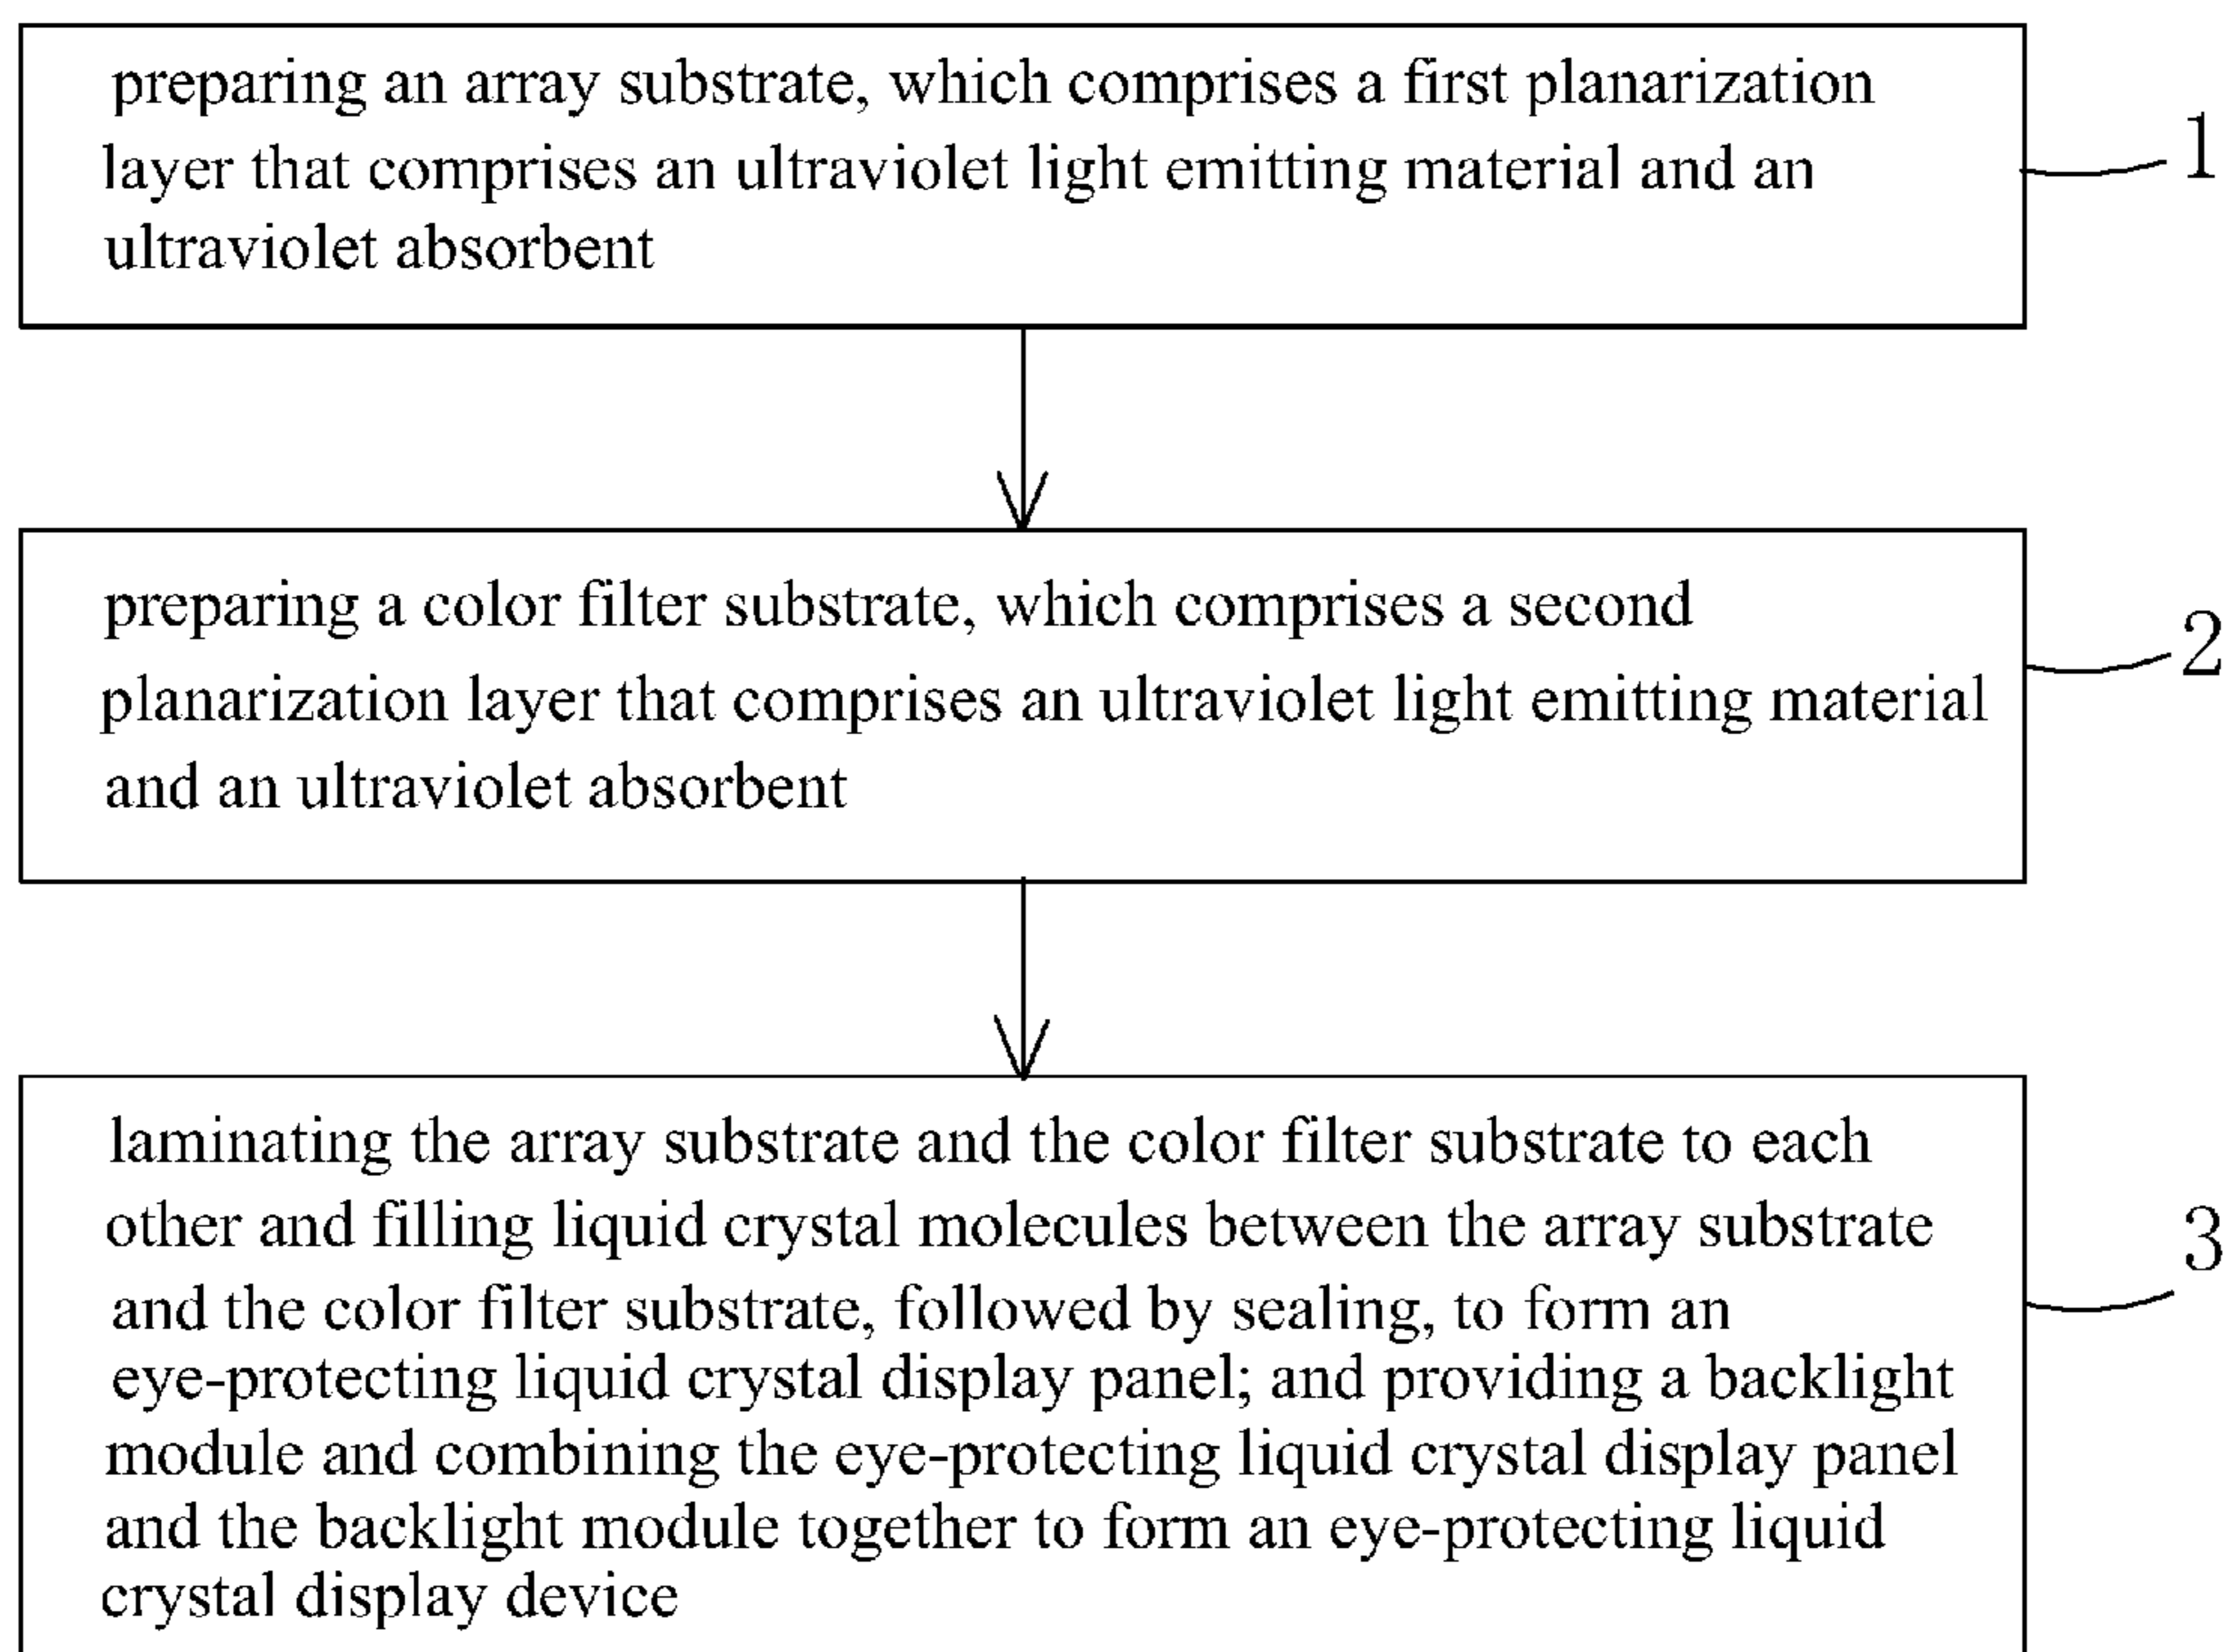 preparing an array substrate, which comprises a first planarization
layer that comprises an ultraviolet light emitting material and an
ultraviolet absorbent
1
preparing a color filter substrate, which comprises a second
planarization layer that comprises an ultraviolet light emitting material
and an ultraviolet absorbent
2
laminating the array substrate and the color filter substrate to each
other and filling liquid crystal molecules between the array substrate
and the color filter substrate, followed by sealing, to form an
eye-protecting liquid crystal display panel; and providing a backlight
module and combining the eye-protecting liquid crystal display panel
and the backlight module together to form an eye-protecting liquid
crystal display device
3